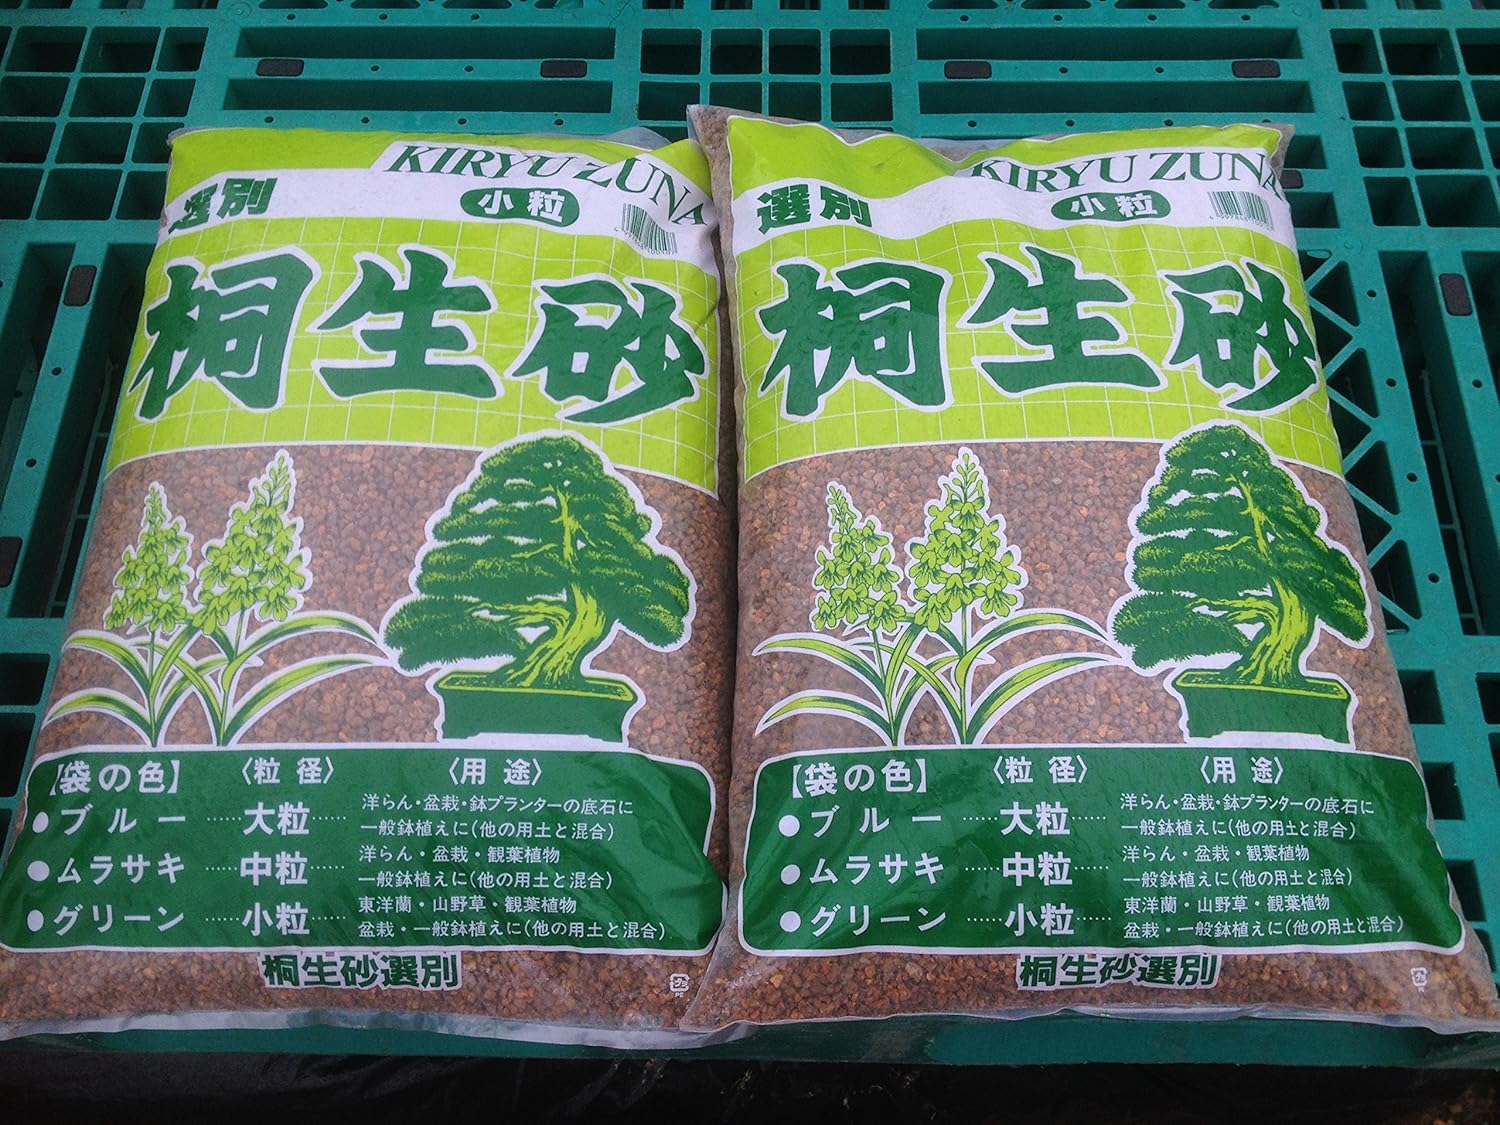 KIRYU ZUNA
選別 小粒
桐生砂
【袋の色】 〈粒径〉 〈用途〉
●ブルー……大粒……洋らん・盆栽・鉢プランターの底石に
一般鉢植えに(他の用土と混合)
●ムラサキ……中粒……洋らん・盆栽・観葉植物
一般鉢植えに(他の用土と混合)
●グリーン……小粒……東洋蘭・山野草・観葉植物
盆栽・一般鉢植えに(他の用土と混合)
桐生砂選別
PE
KIRYU ZUNA
選別 小粒
桐生砂
【袋の色】 〈粒径〉 〈用途〉
●ブルー……大粒……洋らん・盆栽・鉢プランターの底石に
一般鉢植えに(他の用土と混合)
●ムラサキ……中粒……洋らん・盆栽・観葉植物
一般鉢植えに(他の用土と混合)
●グリーン……小粒……東洋蘭・山野草・観葉植物
盆栽・一般鉢植えに(他の用土と混合)
桐生砂選別
PE